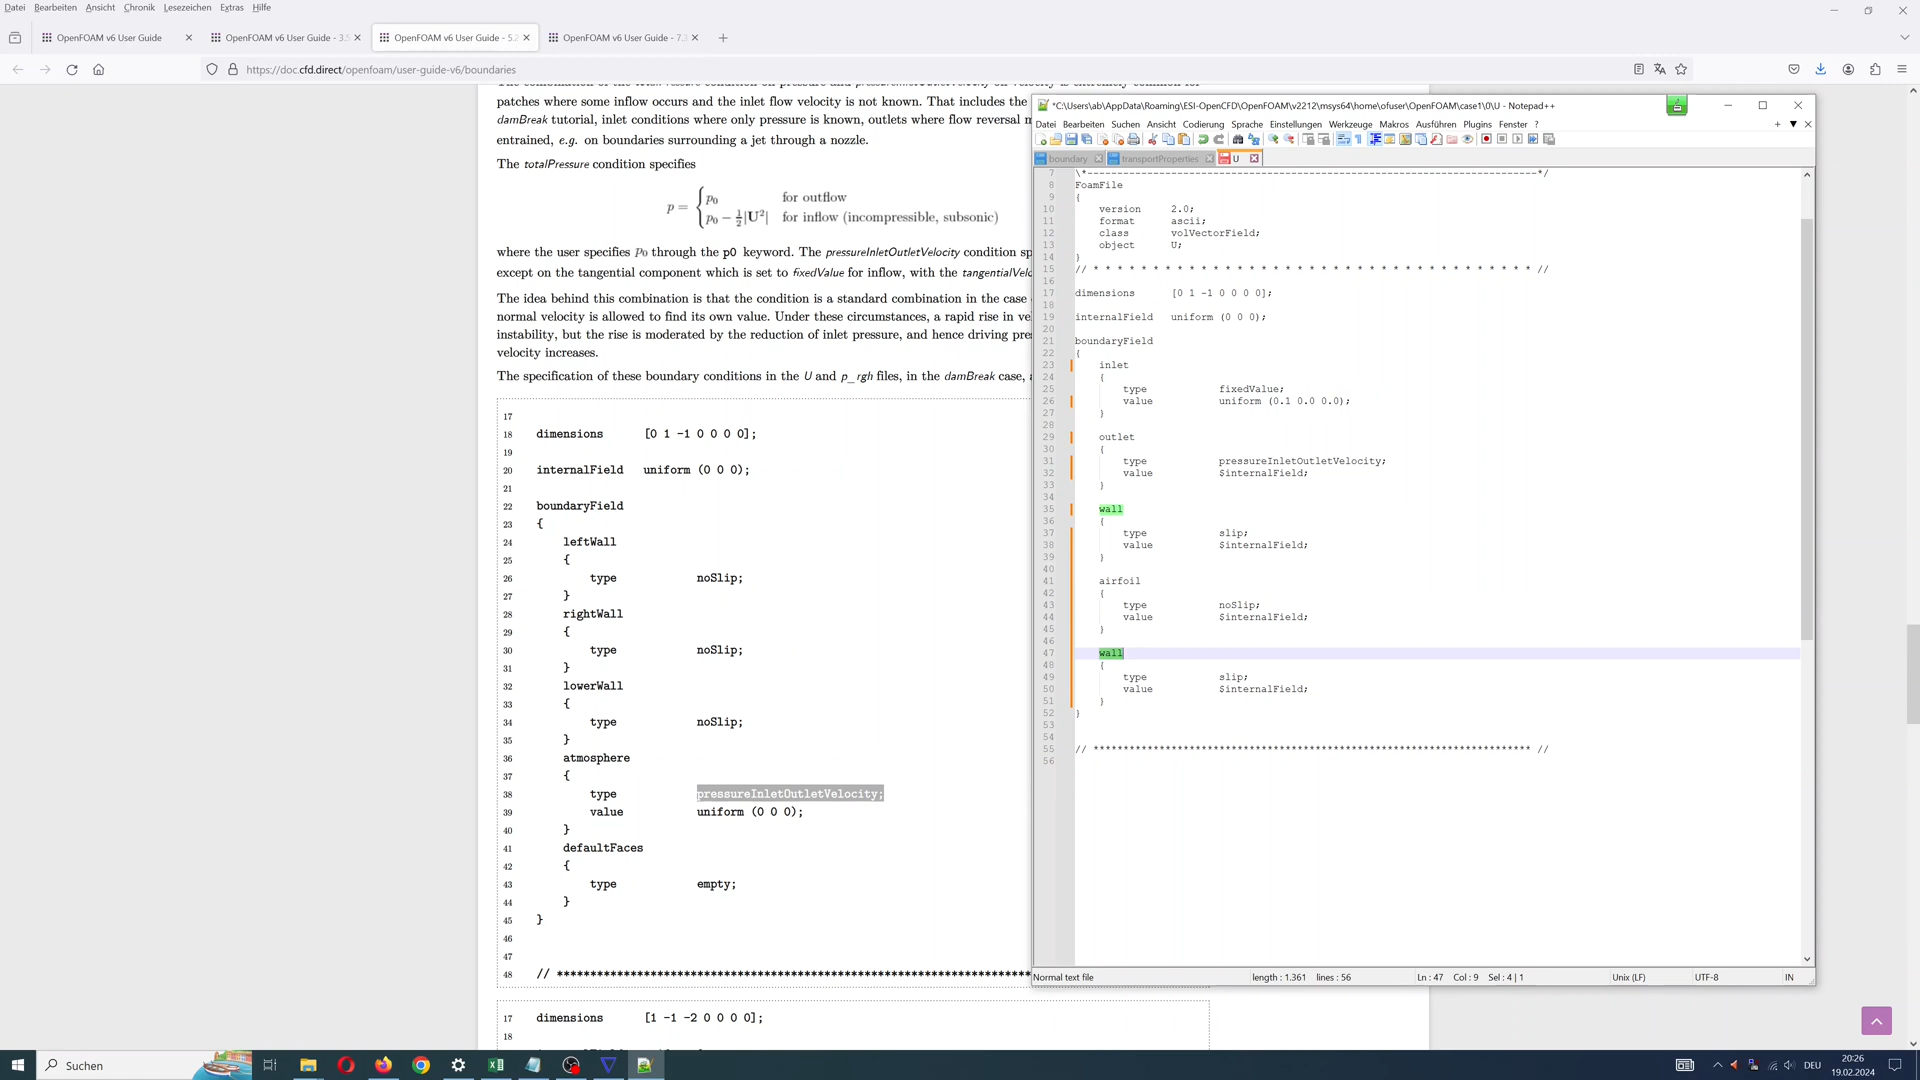 Datei Bearbeiten Ansicht Chronik Lesezeichen Extras Hilfe
OpenFOAM v6 User Guide
OpenFOAM v6 User Guide - 3.5
OpenFOAM v6 User Guide - 5.2
OpenFOAM v6 User Guide - 7.
https://doc.cfd.direct/openfoam/user-guide-v6/boundaries
patches where some inflow occurs and the inlet flow velocity is not known. That includes the
damBreak tutorial, inlet conditions where only pressure is known, outlets where flow reversal m
entrained, e.g. on boundaries surrounding a jet through a nozzle.
The totalPressure condition specifies
p = { p0 for outflow
p0 − 1/2|U²| for inflow (incompressible, subsonic)
where the user specifies p0 through the p0 keyword. The pressureInletOutletVelocity condition sp
except on the tangential component which is set to fixedValue for inflow, with the tangentialVelo
The idea behind this combination is that the condition is a standard combination in the case
normal velocity is allowed to find its own value. Under these circumstances, a rapid rise in ve
instability, but the rise is moderated by the reduction of inlet pressure, and hence driving pre
velocity increases.
The specification of these boundary conditions in the U and p_rgh files, in the damBreak case, a
17
18 dimensions [0 1 -1 0 0 0 0];
19
20 internalField uniform (0 0 0);
21
22 boundaryField
23 {
24 leftWall
25 {
26 type noSlip;
27 }
28 rightWall
29 {
30 type noSlip;
31 }
32 lowerWall
33 {
34 type noSlip;
35 }
36 atmosphere
37 {
38 type pressureInletOutletVelocity;
39 value uniform (0 0 0);
40 }
41 defaultFaces
42 {
43 type empty;
44 }
45 }
46
47
48 // ***********************************************************************
17 dimensions [1 -1 -2 0 0 0 0];
18
*C:\Users\ab\AppData\Roaming\ESI-OpenCFD\OpenFOAM\v2212\msys64\home\ofuser\OpenFOAM\case1\0\U - Notepad++
Datei Bearbeiten Suchen Ansicht Codierung Sprache Einstellungen Werkzeuge Makros Ausführen Plugins Fenster ?
boundary transportProperties U
7 \*---------------------------------------------------------------------------*/
8 FoamFile
9 {
10 version 2.0;
11 format ascii;
12 class volVectorField;
13 object U;
14 }
15 // * * * * * * * * * * * * * * * * * * * * * * * * * * * * * * * * * * * * * //
16
17 dimensions [0 1 -1 0 0 0 0];
18
19 internalField uniform (0 0 0);
20
21 boundaryField
22 {
23 inlet
24 {
25 type fixedValue;
26 value uniform (0.1 0.0 0.0);
27 }
28
29 outlet
30 {
31 type pressureInletOutletVelocity;
32 value $internalField;
33 }
34
35 wall
36 {
37 type slip;
38 value $internalField;
39 }
40
41 airfoil
42 {
43 type noSlip;
44 value $internalField;
45 }
46
47 wall
48 {
49 type slip;
50 value $internalField;
51 }
52 }
53
54
55 // ************************************************************************* //
56
Normal text file length : 1.361 lines : 56 Ln : 47 Col : 9 Sel : 4 | 1 Unix (LF) UTF-8 IN
Suchen
DEU
20:26
19.02.2024